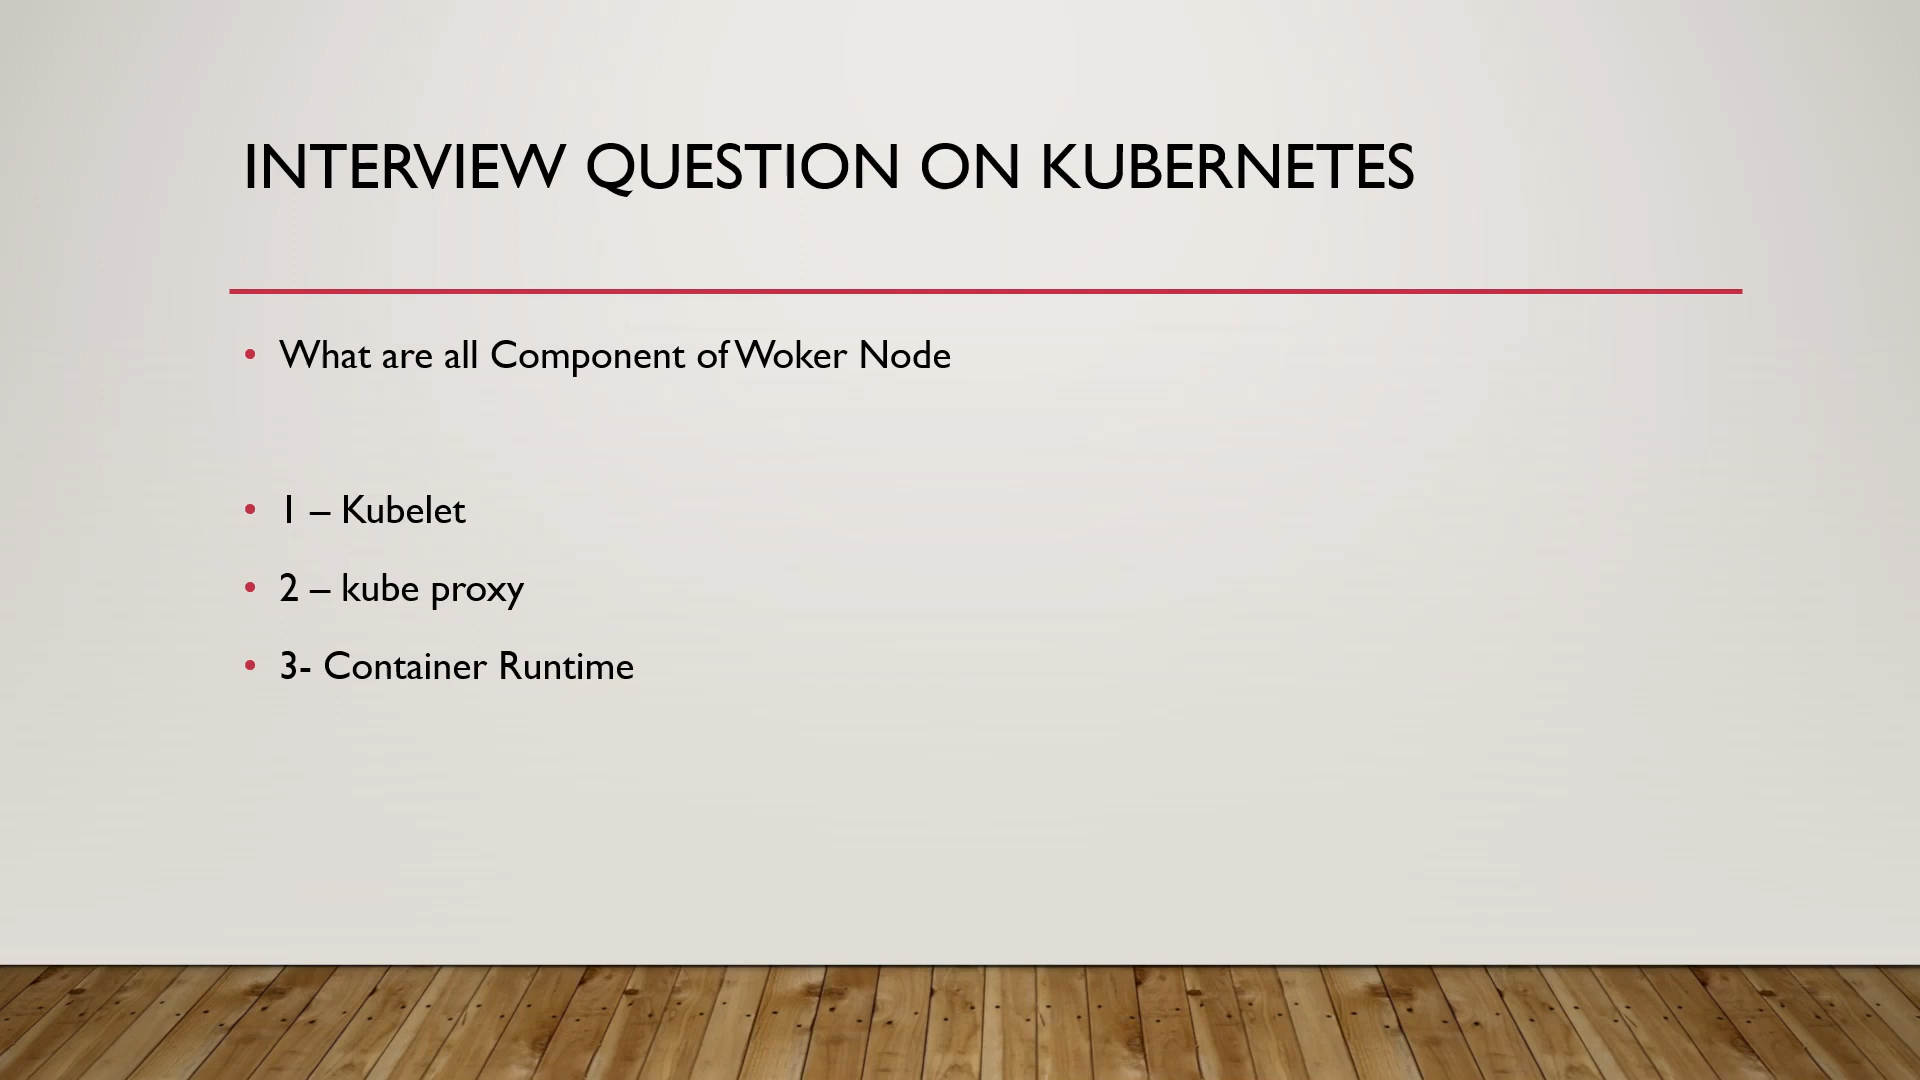 INTERVIEW QUESTION ON KUBERNETES
• What are all Component of Woker Node
• 1 – Kubelet
• 2 – kube proxy
• 3- Container Runtime